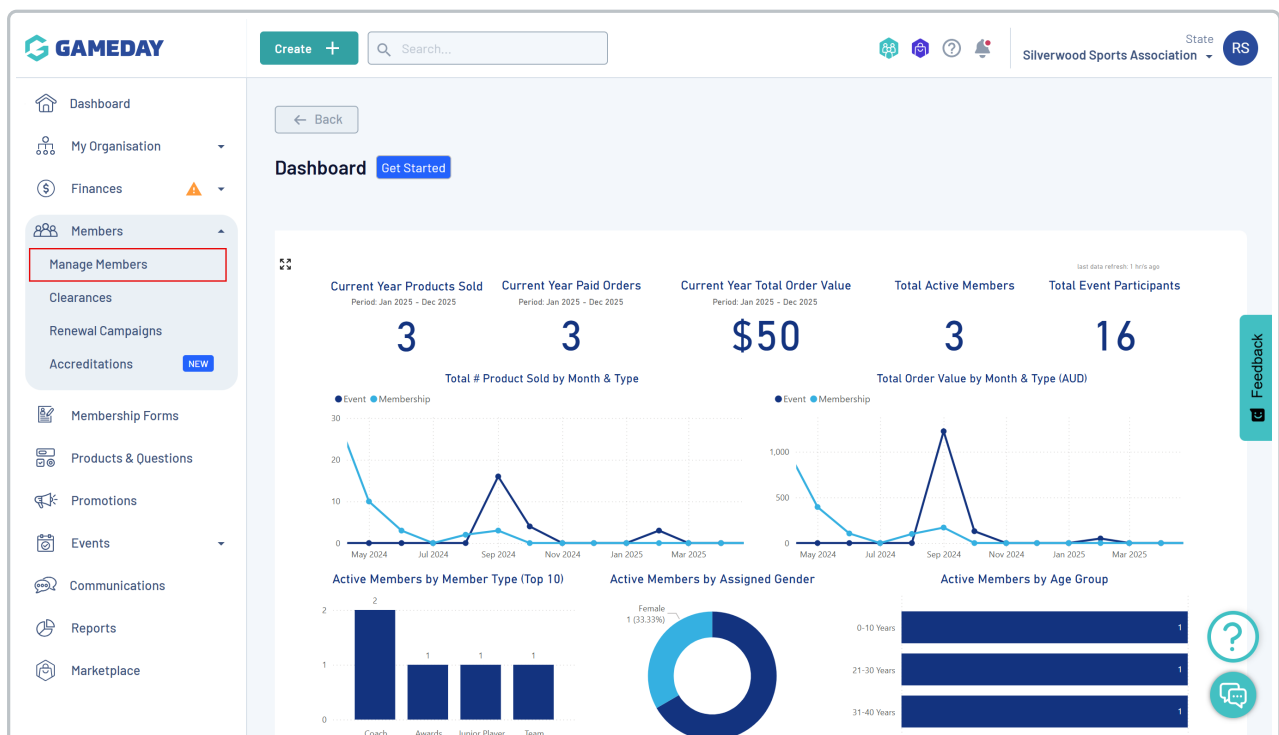 GAMEDAY
Create +
Search...
State
Silverwood Sports Association
RS
Dashboard
My Organisation
Finances
Members
Manage Members
Clearances
Renewal Campaigns
Accreditations NEW
Membership Forms
Products & Questions
Promotions
Events
Communications
Reports
Marketplace
← Back
Dashboard Get Started
last data refresh: 1 hr/s ago
Current Year Products Sold
Period: Jan 2025 - Dec 2025
3
Current Year Paid Orders
Period: Jan 2025 - Dec 2025
3
Current Year Total Order Value
Period: Jan 2025 - Dec 2025
$50
Total Active Members
3
Total Event Participants
16
Total # Product Sold by Month & Type
Event Membership
30
20
10
0
May 2024 Jul 2024 Sep 2024 Nov 2024 Jan 2025 Mar 2025
Total Order Value by Month & Type (AUD)
Event Membership
1,000
500
0
May 2024 Jul 2024 Sep 2024 Nov 2024 Jan 2025 Mar 2025
Active Members by Member Type (Top 10)
2
1
0
2
1
1
1
Coach Awards Junior Player Team
Active Members by Assigned Gender
Female
1 (33.33%)
Active Members by Age Group
0-10 Years 1
21-30 Years 1
31-40 Years 1
Feedback
?